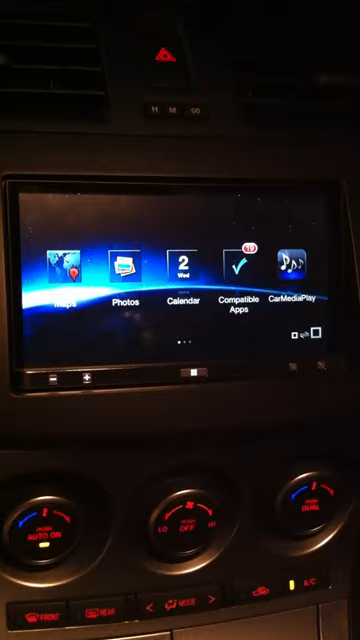 H M :00
19
2
Wed
Maps Photos Calendar Compatible CarMediaPlay
Apps
PUSH
AUTO ON
LO PUSH HI
OFF
PUSH
DUAL
FRONT REAR MODE A/C